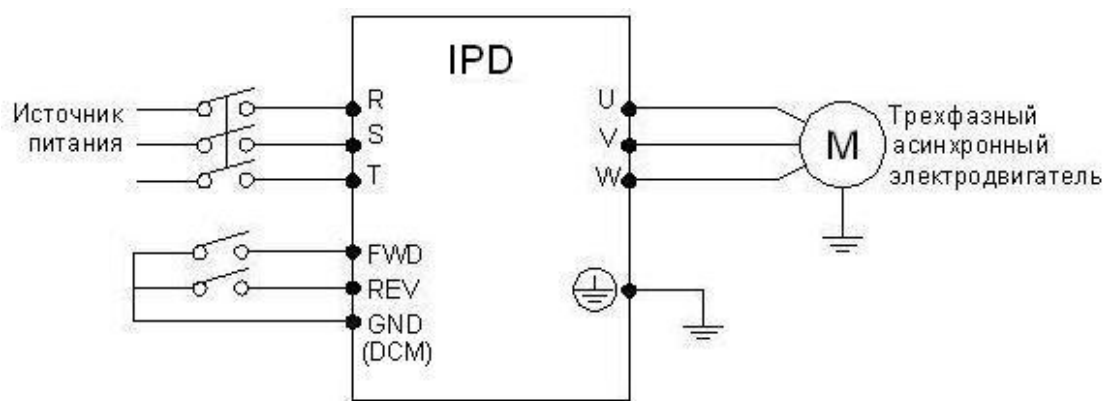 IPD
Источник
питания
R
S
T
FWD
REV
GND
(DCM)
U
V
W
M
Трехфазный
асинхронный
электродвигатель